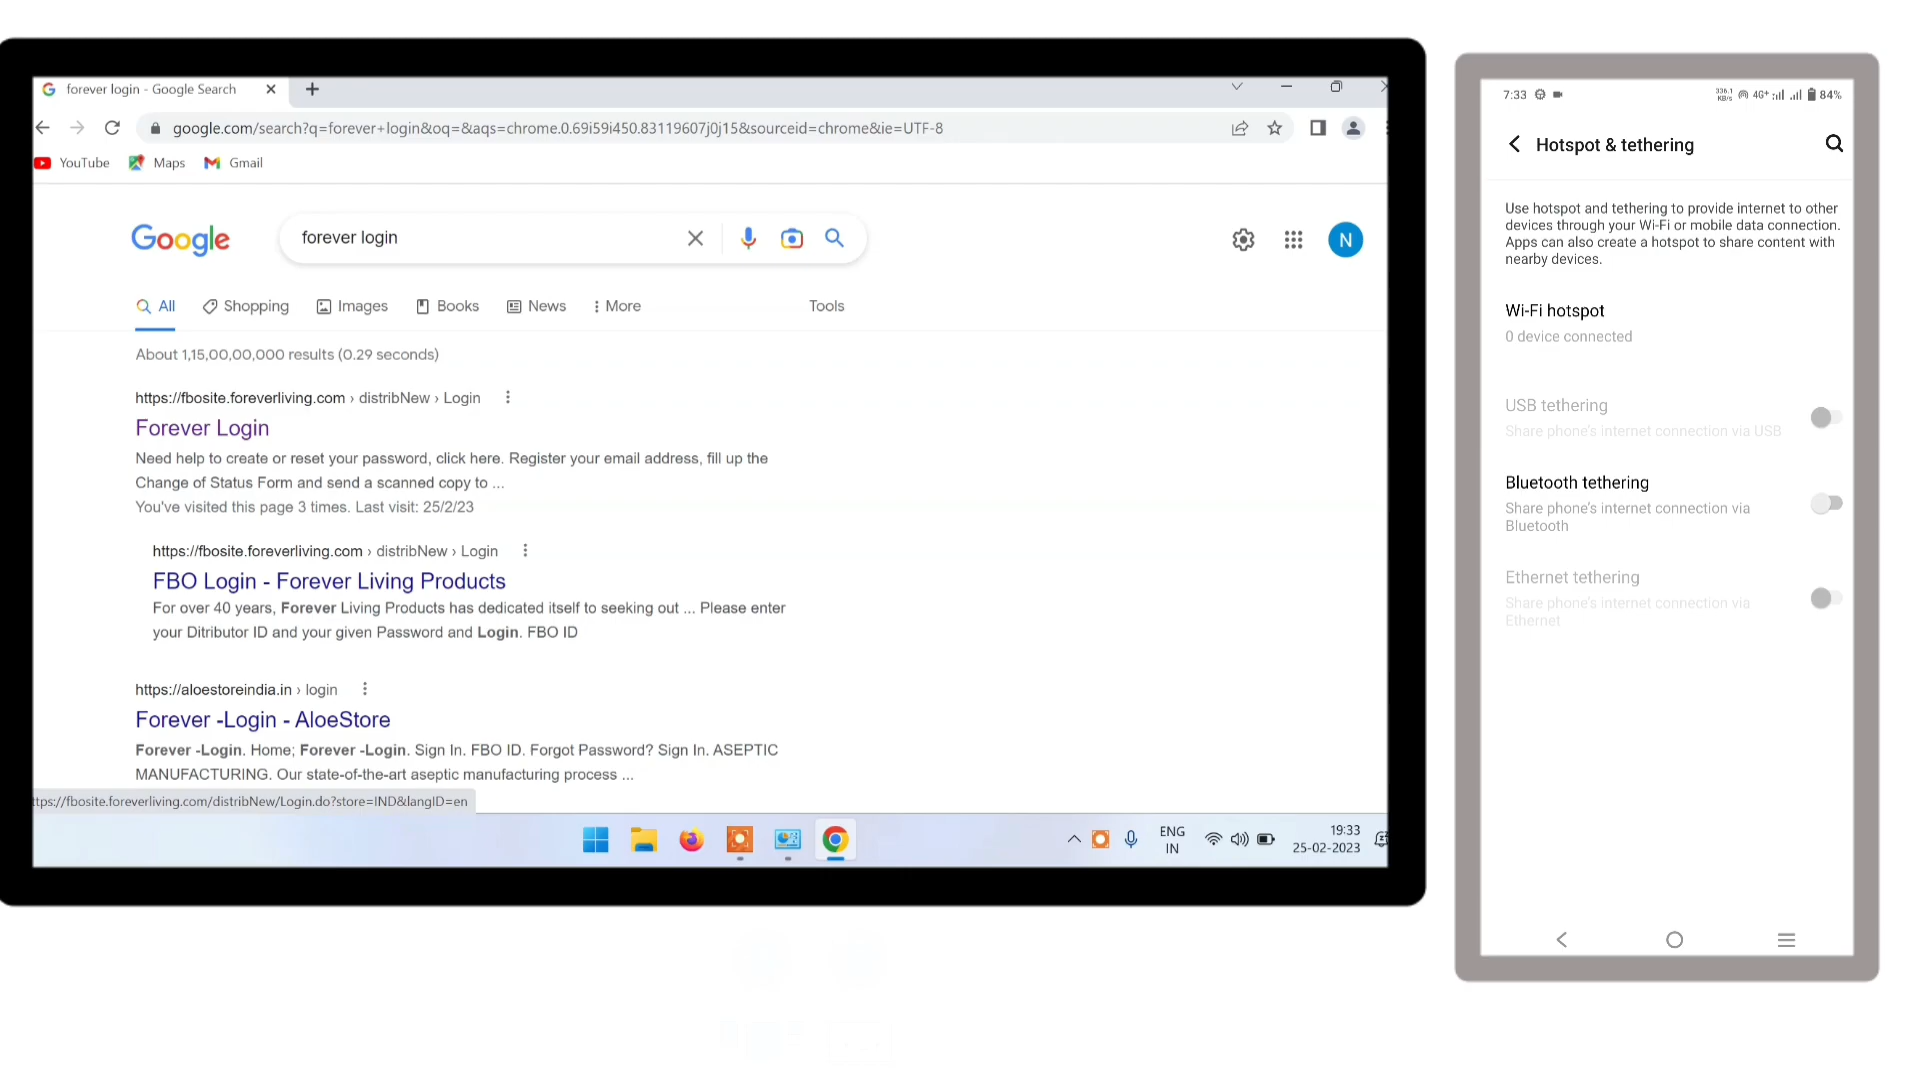 forever login - Google Search
google.com/search?q=forever+login&oq=&aqs=chrome.0.69i59i450.83119607j0j15&sourceid=chrome&ie=UTF-8
YouTube Maps Gmail
Google
forever login
N
All Shopping Images Books News More Tools
About 1,15,00,00,000 results (0.29 seconds)
https://fbosite.foreverliving.com › distribNew › Login
Forever Login
Need help to create or reset your password, click here. Register your email address, fill up the
Change of Status Form and send a scanned copy to ...
You've visited this page 3 times. Last visit: 25/2/23
https://fbosite.foreverliving.com › distribNew › Login
FBO Login - Forever Living Products
For over 40 years, Forever Living Products has dedicated itself to seeking out ... Please enter
your Ditributor ID and your given Password and Login. FBO ID
https://aloestoreindia.in › login
Forever -Login - AloeStore
Forever -Login. Home; Forever -Login. Sign In. FBO ID. Forgot Password? Sign In. ASEPTIC
MANUFACTURING. Our state-of-the-art aseptic manufacturing process ...
ttps://fbosite.foreverliving.com/distribNew/Login.do?store=IND&langID=en
ENG
IN
19:33
25-02-2023
7:33 336.1 KB/s 4G+ 84%
Hotspot & tethering
Use hotspot and tethering to provide internet to other
devices through your Wi-Fi or mobile data connection.
Apps can also create a hotspot to share content with
nearby devices.
Wi-Fi hotspot
0 device connected
USB tethering
Share phone's internet connection via USB
Bluetooth tethering
Share phone's internet connection via
Bluetooth
Ethernet tethering
Share phone's internet connection via
Ethernet